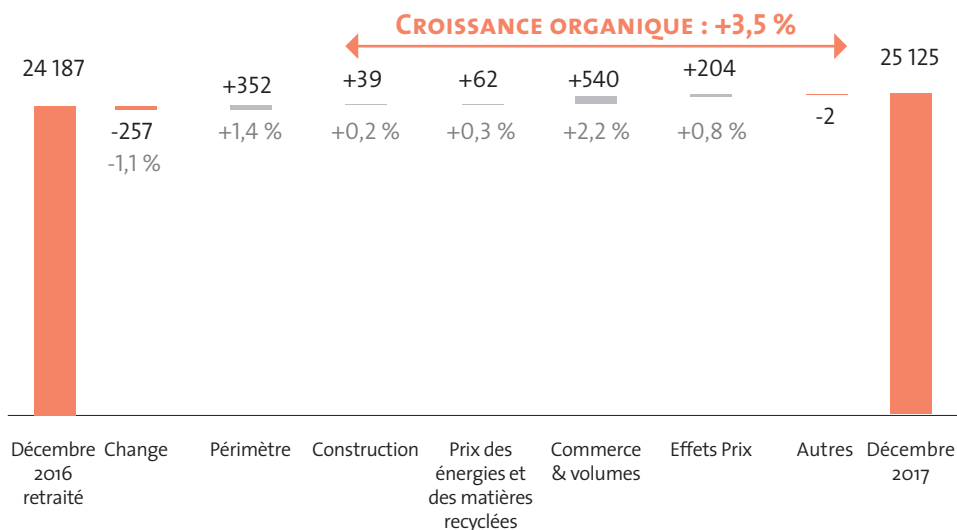 CROISSANCE ORGANIQUE : +3,5 %
24 187
-257
-1,1 %
+352
+1,4 %
+39
+0,2 %
+62
+0,3 %
+540
+2,2 %
+204
+0,8 %
-2
25 125
Décembre
2016
retraité
Change
Périmètre
Construction
Prix des
énergies et
des matières
recyclées
Commerce
& volumes
Effets Prix
Autres
Décembre
2017